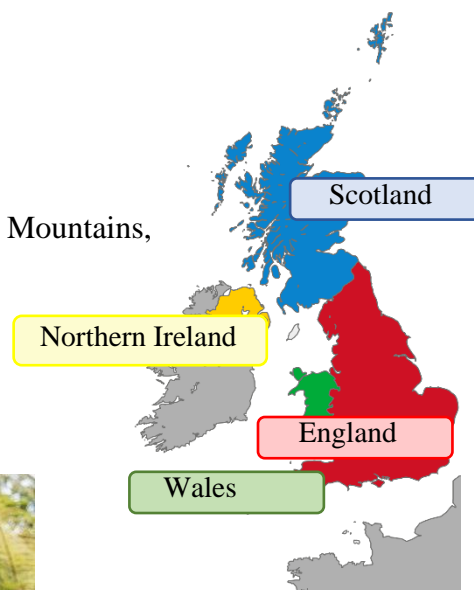 Scotland
Mountains,
Northern Ireland
England
Wales